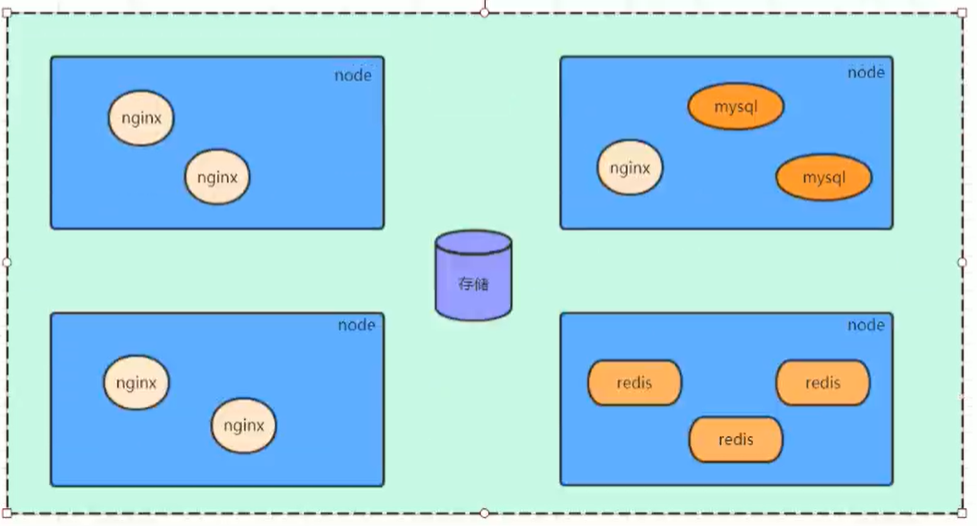 node
nginx
nginx
node
mysql
nginx
mysql
存储
node
nginx
nginx
node
redis
redis
redis